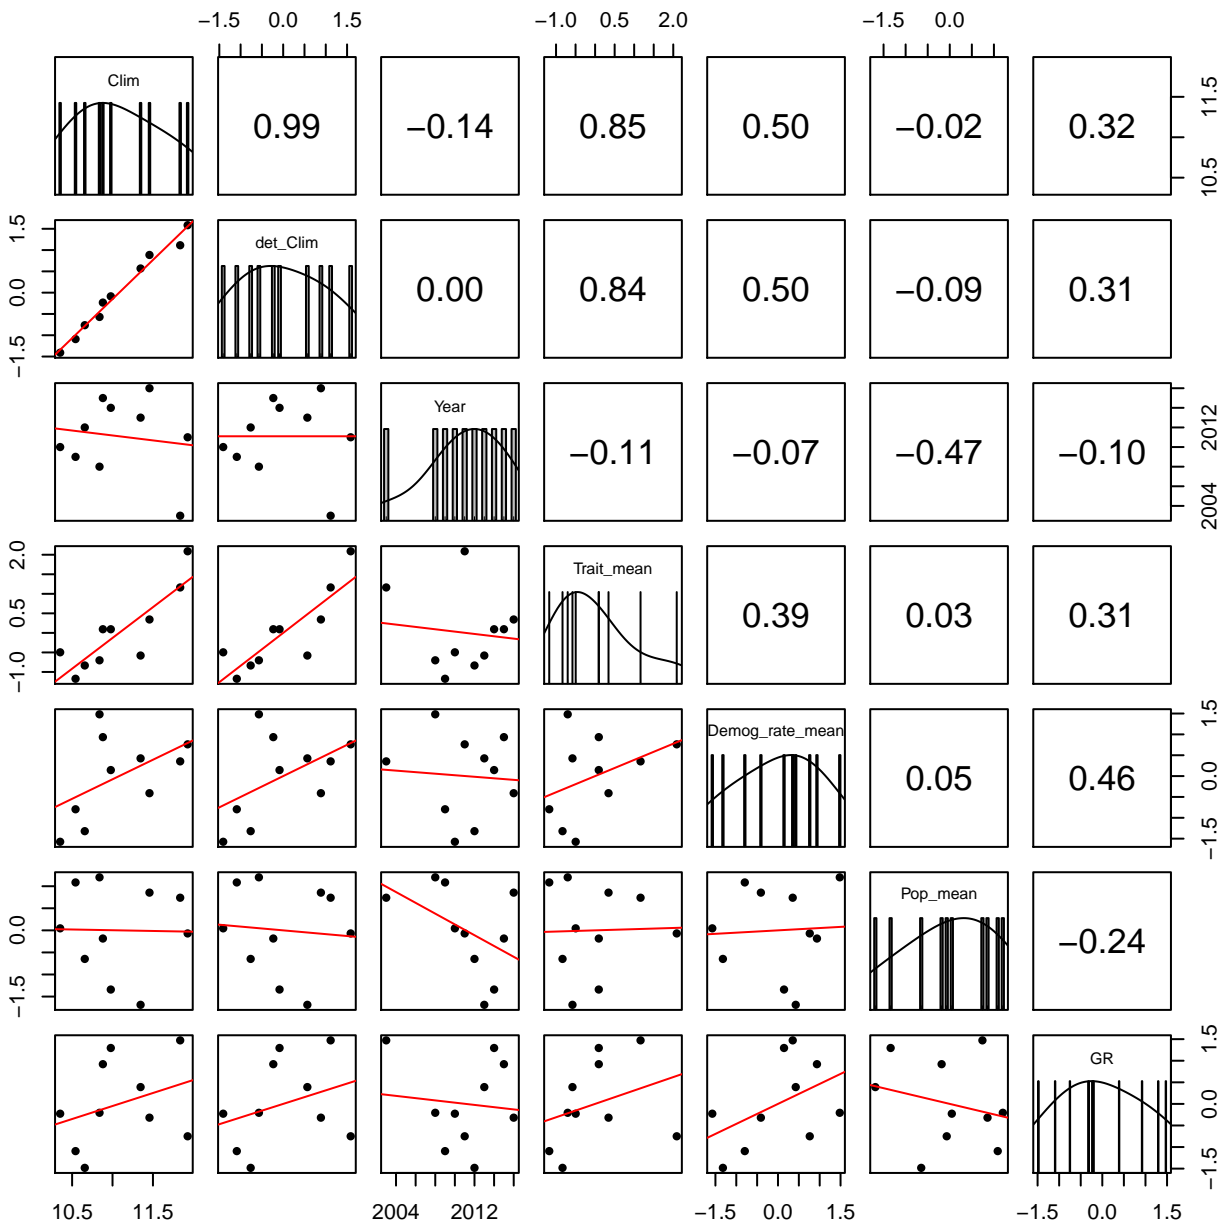 −1.5 0.0 1.5 −1.0 0.5 2.0 −1.5 0.0
Clim
0.99 −0.14 0.85 0.50 −0.02 0.32
10.5 11.5
−1.5 0.0 1.5
det_Clim
0.00 0.84 0.50 −0.09 0.31
Year
−0.11 −0.07 −0.47 −0.10
2004 2012
−1.0 0.5 2.0
Trait_mean
0.39 0.03 0.31
Demog_rate_mean
0.05 0.46
−1.5 0.0 1.5
−1.5 0.0
Pop_mean
−0.24
GR
−1.5 0.0 1.5
10.5 11.5 2004 2012 −1.5 0.0 1.5 −1.5 0.0 1.5